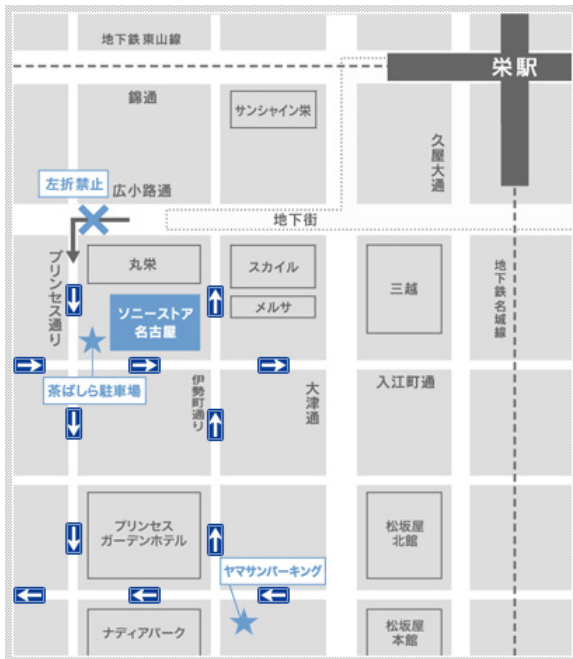 地下鉄東山線
栄駅
錦通
サンシャイン栄
久屋大通
左折禁止
広小路通
地下街
プリンセス通り
丸栄
スカイル
三越
地下鉄名城線
ソニーストア
名古屋
メルサ
茶ばしら駐車場
伊勢町通り
大津通
入江町通
プリンセス
ガーデンホテル
松坂屋
北館
ヤマサンパーキング
ナディアパーク
松坂屋
本館